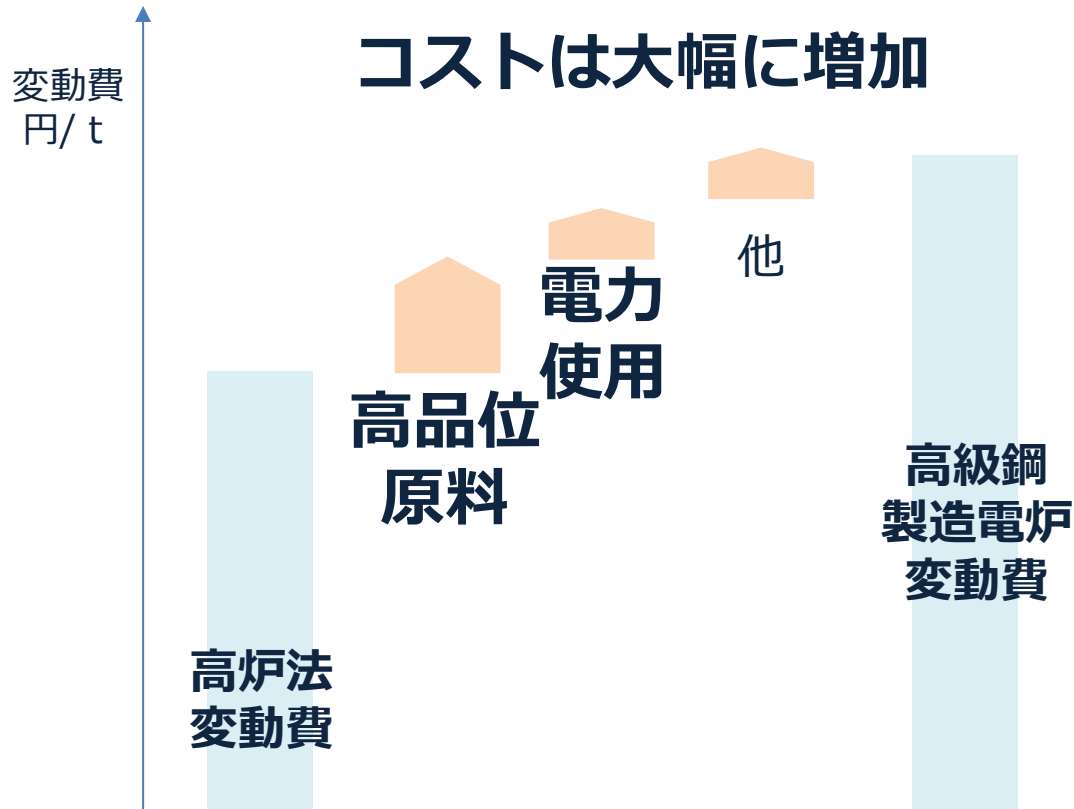 コストは大幅に増加
変動費
円/ t
他
電力
使用
高品位
原料
高級鋼
製造電炉
変動費
高炉法
変動費